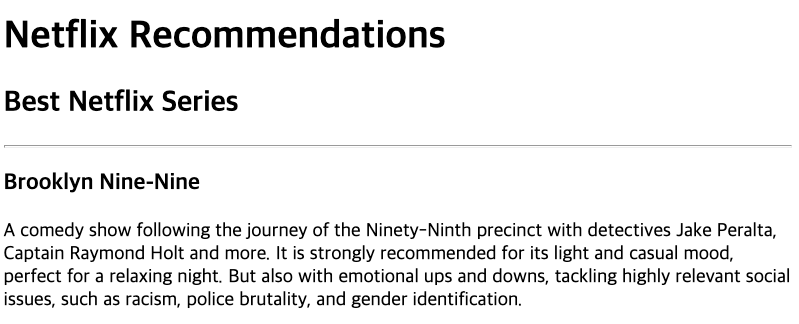 Netflix Recommendations
Best Netflix Series
Brooklyn Nine-Nine
A comedy show following the journey of the Ninety-Ninth precinct with detectives Jake Peralta,
Captain Raymond Holt and more. It is strongly recommended for its light and casual mood,
perfect for a relaxing night. But also with emotional ups and downs, tackling highly relevant social
issues, such as racism, police brutality, and gender identification.